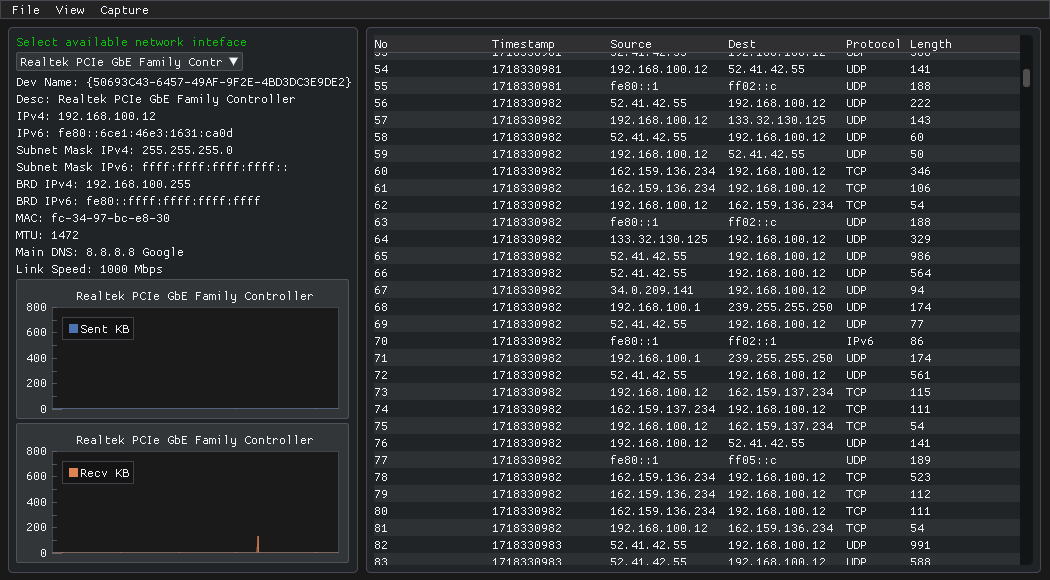 File View Capture
Select available network inteface
Realtek PCIe GbE Family Contr ▼
Dev Name: {50693C43-6457-49AF-9F2E-4BD3DC3E9DE2}
Desc: Realtek PCIe GbE Family Controller
IPv4: 192.168.100.12
IPv6: fe80::6ce1:46e3:1631:ca0d
Subnet Mask IPv4: 255.255.255.0
Subnet Mask IPv6: ffff:ffff:ffff:ffff::
BRD IPv4: 192.168.100.255
BRD IPv6: fe80::ffff:ffff:ffff:ffff
MAC: fc-34-97-bc-e8-30
MTU: 1472
Main DNS: 8.8.8.8 Google
Link Speed: 1000 Mbps
Realtek PCIe GbE Family Controller
800
Sent KB
600
400
200
0
Realtek PCIe GbE Family Controller
800
Recv KB
600
400
200
0
No Timestamp Source Dest Protocol Length
53 1718330981 52.41.42.55 192.168.100.12 UDP
54 1718330981 192.168.100.12 52.41.42.55 UDP 141
55 1718330981 fe80::1 ff02::c UDP 188
56 1718330982 52.41.42.55 192.168.100.12 UDP 222
57 1718330982 192.168.100.12 133.32.130.125 UDP 143
58 1718330982 52.41.42.55 192.168.100.12 UDP 60
59 1718330982 192.168.100.12 52.41.42.55 UDP 50
60 1718330982 162.159.136.234 192.168.100.12 TCP 346
61 1718330982 162.159.136.234 192.168.100.12 TCP 106
62 1718330982 192.168.100.12 162.159.136.234 TCP 54
63 1718330982 fe80::1 ff02::c UDP 188
64 1718330982 133.32.130.125 192.168.100.12 UDP 329
65 1718330982 52.41.42.55 192.168.100.12 UDP 986
66 1718330982 52.41.42.55 192.168.100.12 UDP 564
67 1718330982 34.0.209.141 192.168.100.12 UDP 94
68 1718330982 192.168.100.1 239.255.255.250 UDP 174
69 1718330982 52.41.42.55 192.168.100.12 UDP 77
70 1718330982 fe80::1 ff02::1 IPv6 86
71 1718330982 192.168.100.1 239.255.255.250 UDP 174
72 1718330982 52.41.42.55 192.168.100.12 UDP 561
73 1718330982 192.168.100.12 162.159.137.234 TCP 115
74 1718330982 162.159.137.234 192.168.100.12 TCP 111
75 1718330982 192.168.100.12 162.159.137.234 TCP 54
76 1718330982 192.168.100.12 52.41.42.55 UDP 141
77 1718330982 fe80::1 ff05::c UDP 189
78 1718330982 162.159.136.234 192.168.100.12 TCP 523
79 1718330982 162.159.136.234 192.168.100.12 TCP 112
80 1718330982 162.159.136.234 192.168.100.12 TCP 111
81 1718330982 192.168.100.12 162.159.136.234 TCP 54
82 1718330983 52.41.42.55 192.168.100.12 UDP 991
83 1718330983 52.41.42.55 192.168.100.12 UDP 588